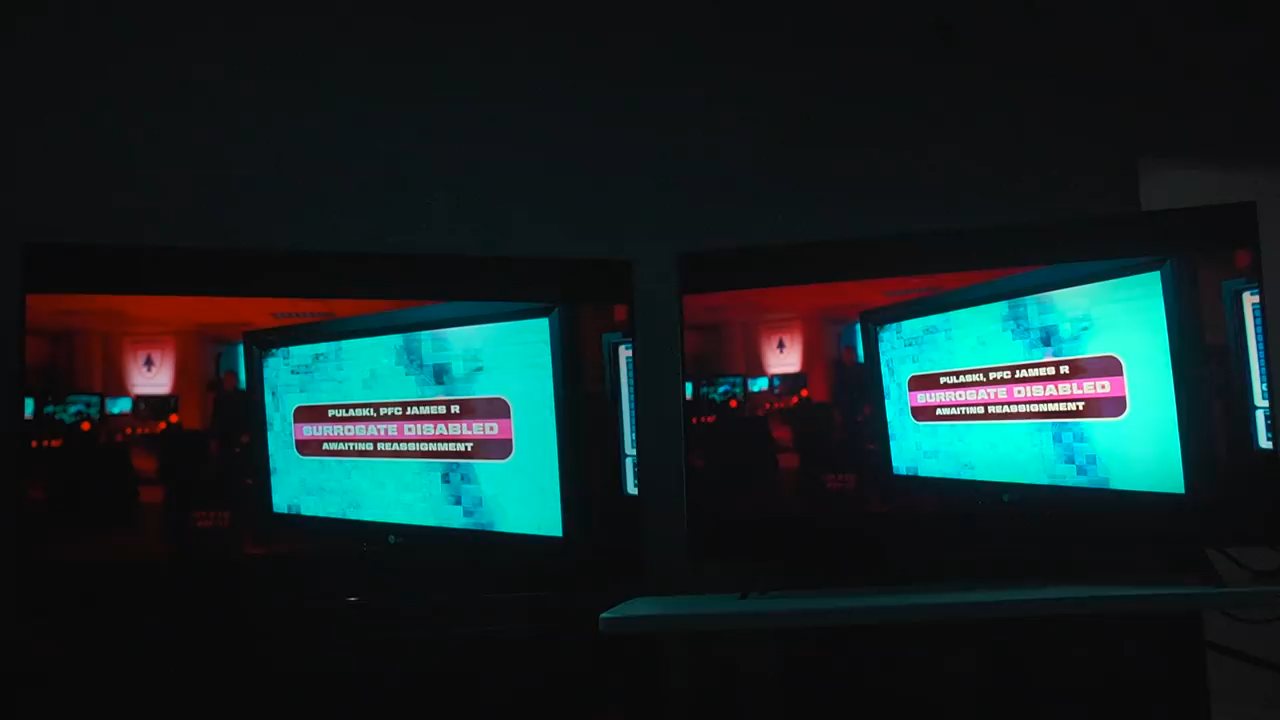 PULASKI, PFC JAMES R
SURROGATE DISABLED
AWAITING REASSIGNMENT
PULASKI, PFC JAMES R
SURROGATE DISABLED
AWAITING REASSIGNMENT